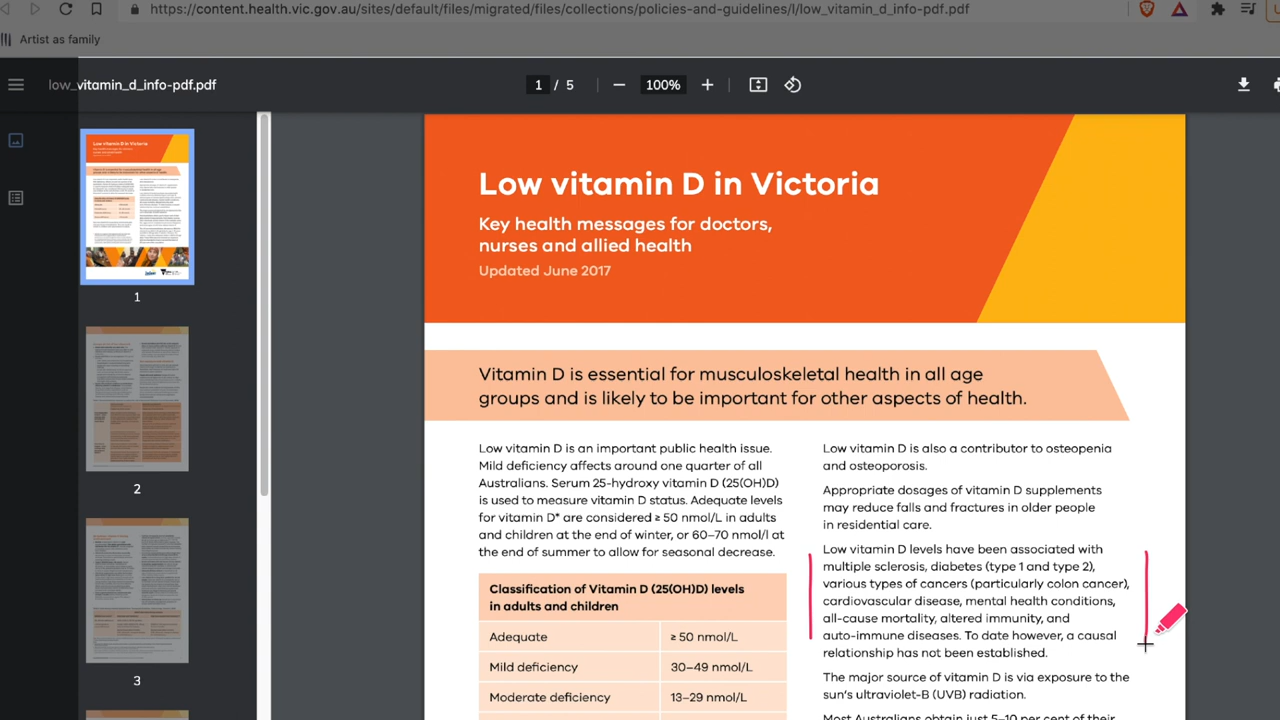 https://content.health.vic.gov.au/sites/default/files/migrated/files/collections/policies-and-guidelines/l/low_vitamin_d_info-pdf.pdf
Artist as family
low_vitamin_d_info-pdf.pdf
1 / 5
100%
1
2
3
Low vitamin D in Victoria
Key health messages for doctors,
nurses and allied health
Updated June 2017
Vitamin D is essential for musculoskeletal health in all age
groups and is likely to be important for other aspects of health.
Low vitamin D is an important public health issue.
Mild deficiency affects around one quarter of all
Australians. Serum 25-hydroxy vitamin D (25(OH)D)
is used to measure vitamin D status. Adequate levels
for vitamin D* are considered ≥ 50 nmol/L in adults
and children at the end of winter, or 60–70 nmol/l at
the end of summer to allow for seasonal decrease.
Classification of Vitamin D (25(OH)D) levels
in adults and children
Adequate ≥ 50 nmol/L
Mild deficiency 30–49 nmol/L
Moderate deficiency 13–29 nmol/L
Low vitamin D is also a contributor to osteopenia
and osteoporosis.
Appropriate dosages of vitamin D supplements
may reduce falls and fractures in older people
in residential care.
Low vitamin D levels have been associated with
multiple sclerosis, diabetes (type 1 and type 2),
various types of cancers (particularly colon cancer),
cardiovascular disease, mental health conditions,
all-cause mortality, altered immunity, and
auto-immune diseases. To date however, a causal
relationship has not been established.
The major source of vitamin D is via exposure to the
sun's ultraviolet-B (UVB) radiation.
Most Australians obtain just 5–10 per cent of their